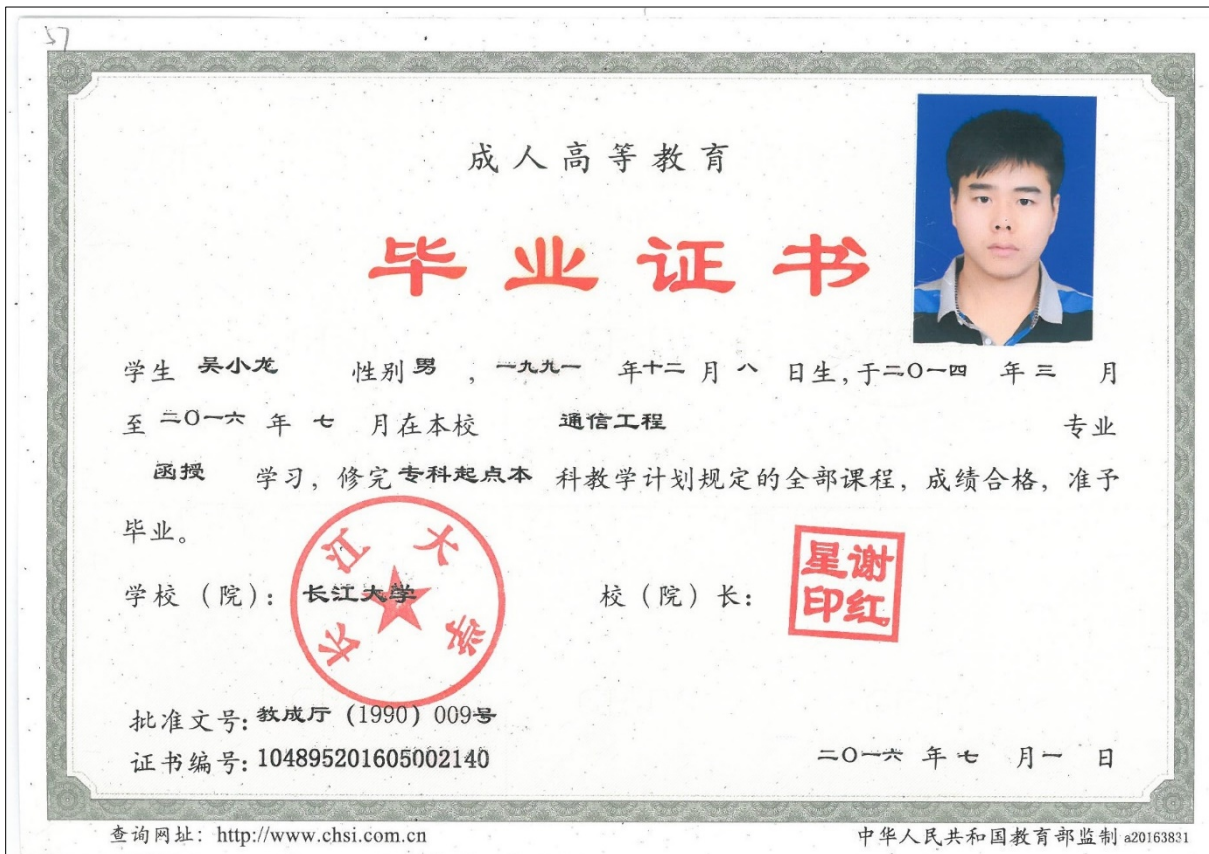 57
成人高等教育
毕业证书
学生 吴小龙 性别 男 ,一九九一 年十二 月 八 日生,于二〇一四 年 三 月
至 二〇一六 年 七 月在本校 通信工程 专业
函授 学习,修完 专科起点本 科教学计划规定的全部课程,成绩合格,准予
毕业。
学校(院): 长江大学 校(院)长:
长江大学
谢红星印
批准文号: 教成厅(1990)009号
证书编号: 104895201605002140 二〇一六 年 七 月 一 日
查询网址: http://www.chsi.com.cn 中华人民共和国教育部监制 a20163831